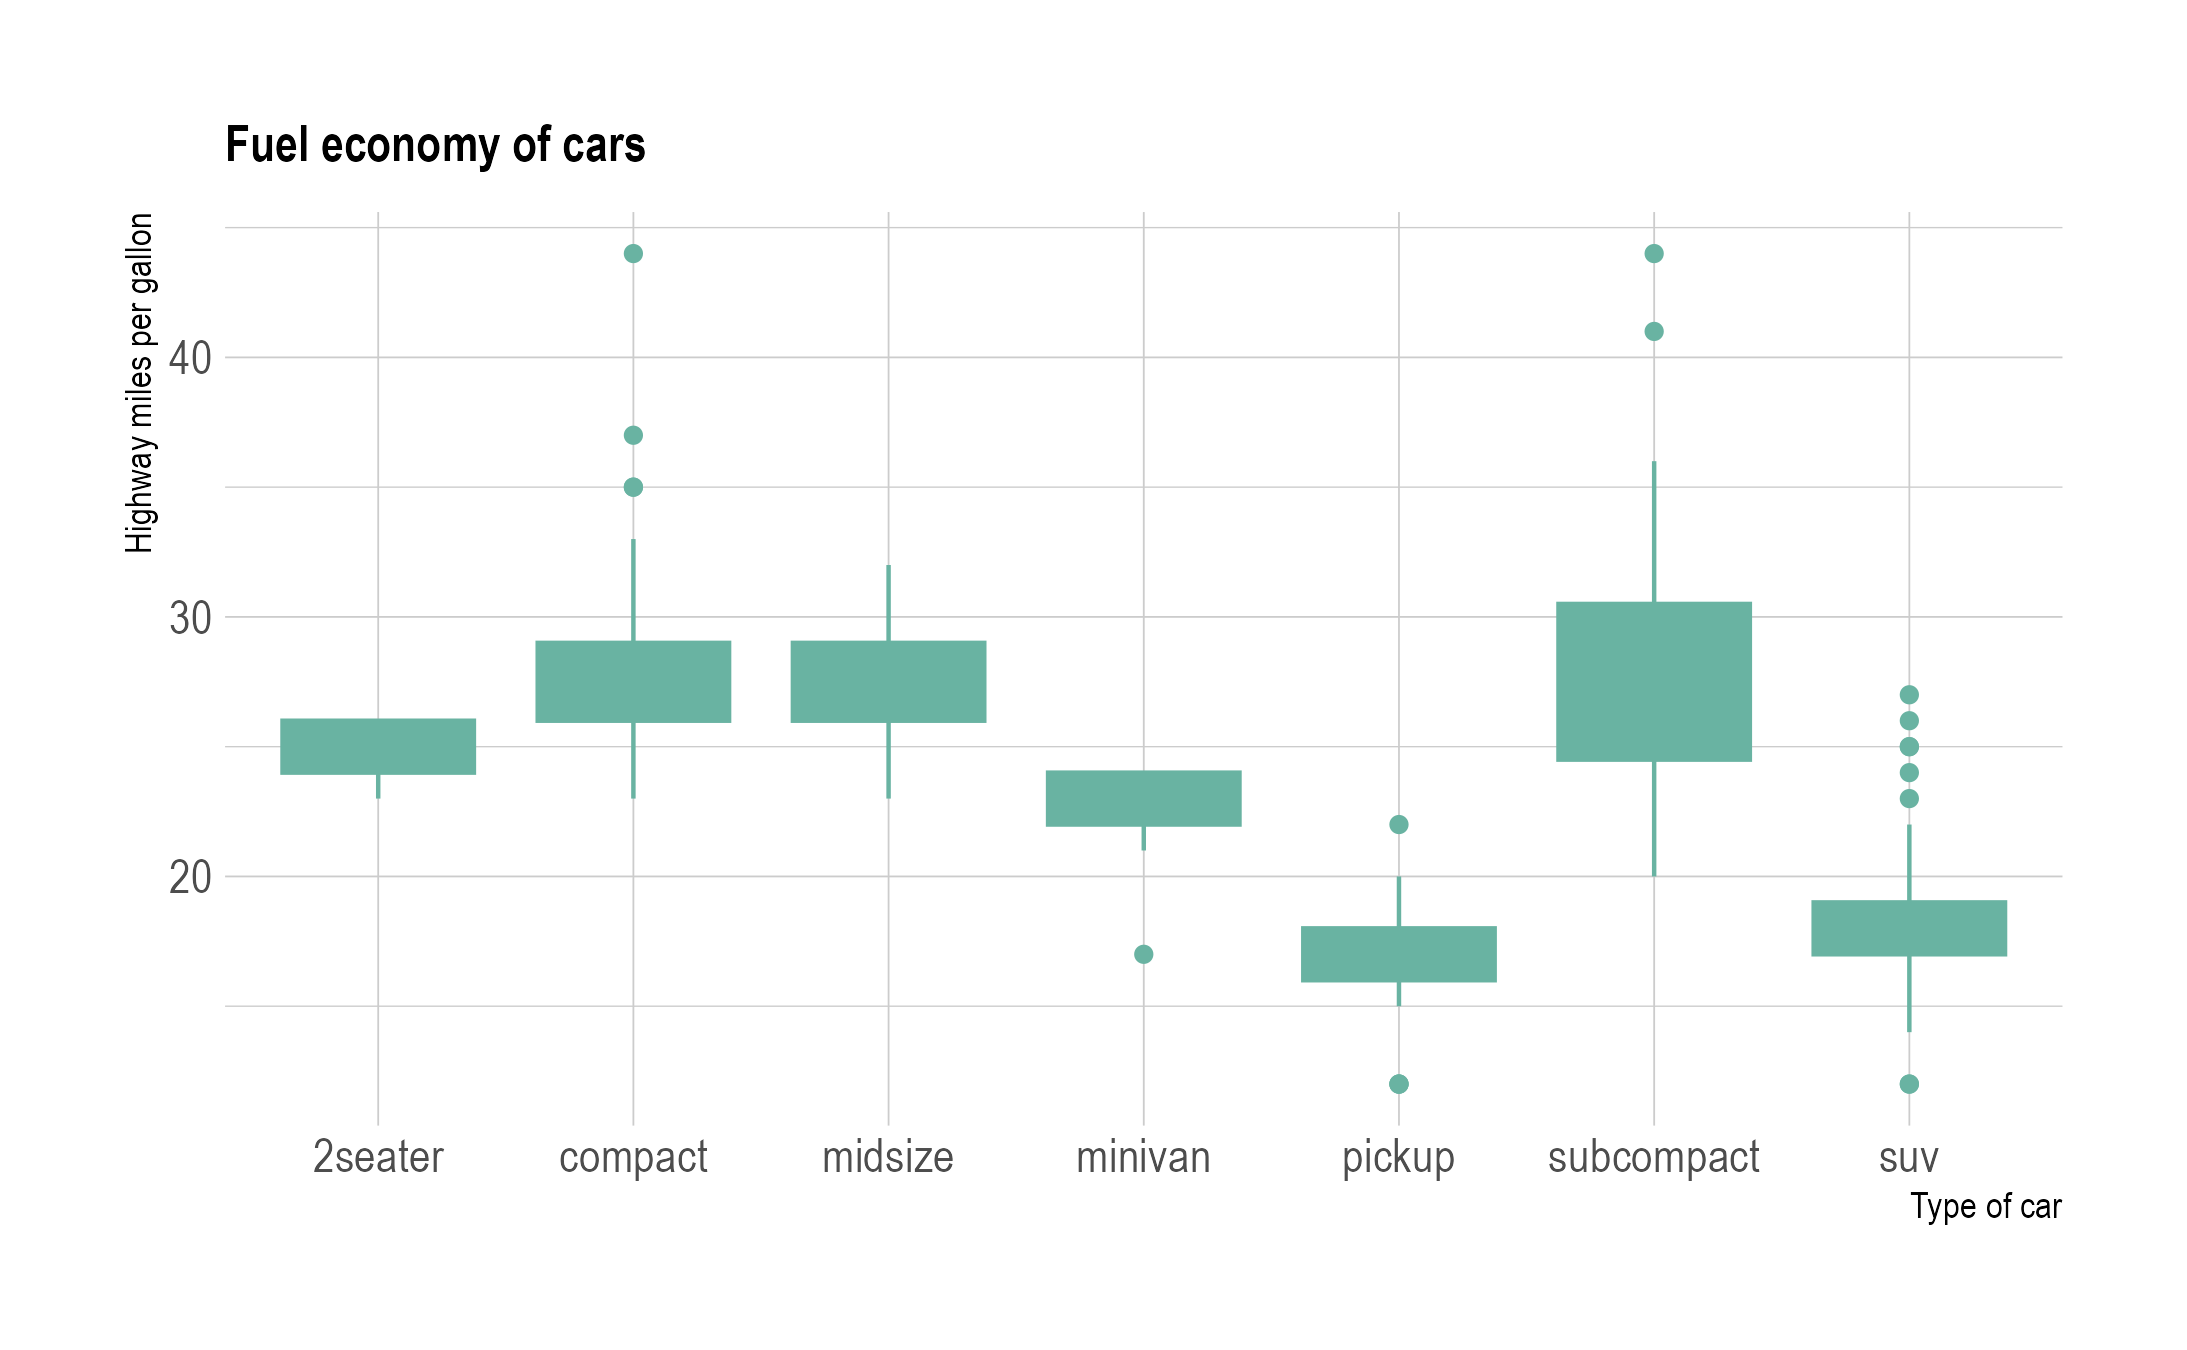 Fuel economy of cars
Highway miles per gallon
40
30
20
2seater compact midsize minivan pickup subcompact suv
Type of car